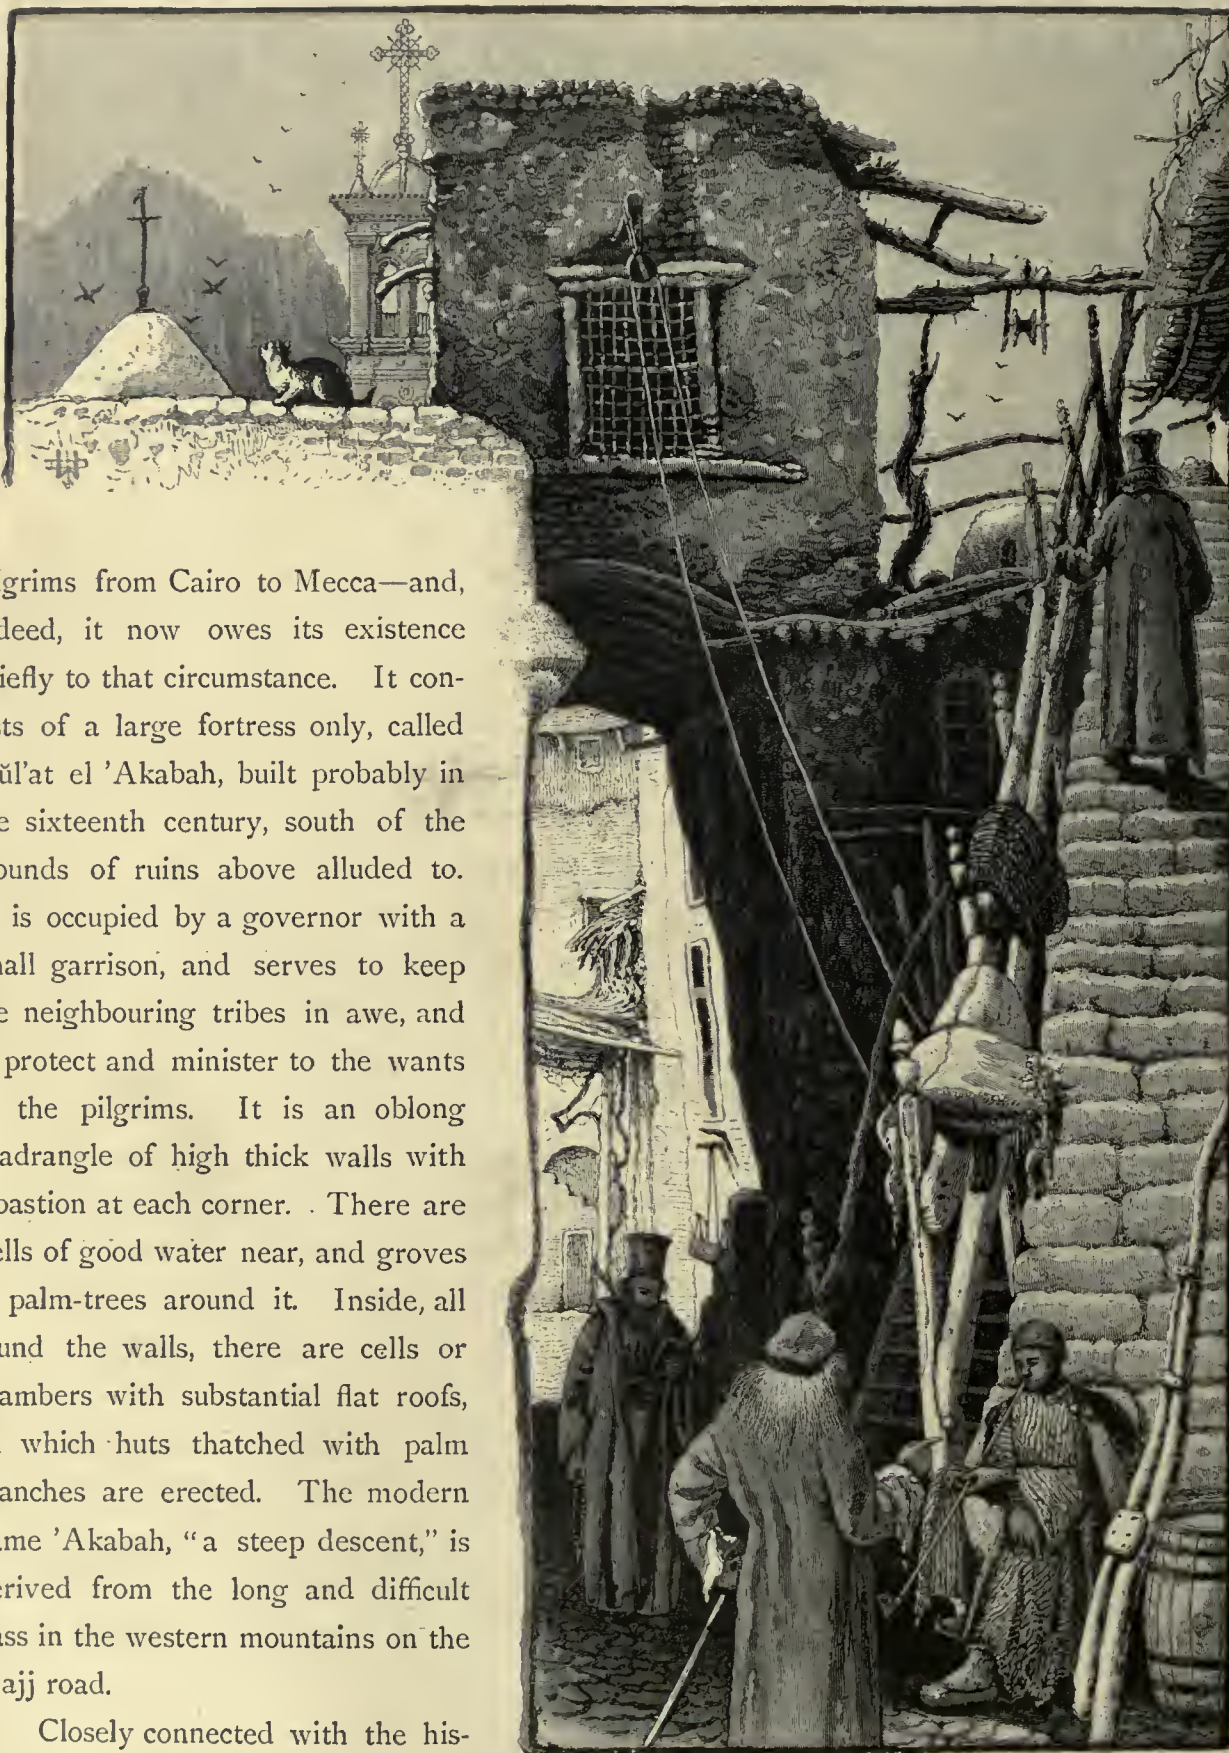 grims from Cairo to Mecca—and,
deed, it now owes its existence
iefly to that circumstance. It con-
ts of a large fortress only, called
ŭl'at el 'Akabah, built probably in
e sixteenth century, south of the
ounds of ruins above alluded to.
is occupied by a governor with a
all garrison, and serves to keep
e neighbouring tribes in awe, and
protect and minister to the wants
the pilgrims. It is an oblong
adrangle of high thick walls with
bastion at each corner. There are
ells of good water near, and groves
palm-trees around it. Inside, all
und the walls, there are cells or
ambers with substantial flat roofs,
which huts thatched with palm
anches are erected. The modern
me 'Akabah, “a steep descent,” is
erived from the long and difficult
ass in the western mountains on the
ajj road.
Closely connected with the his-